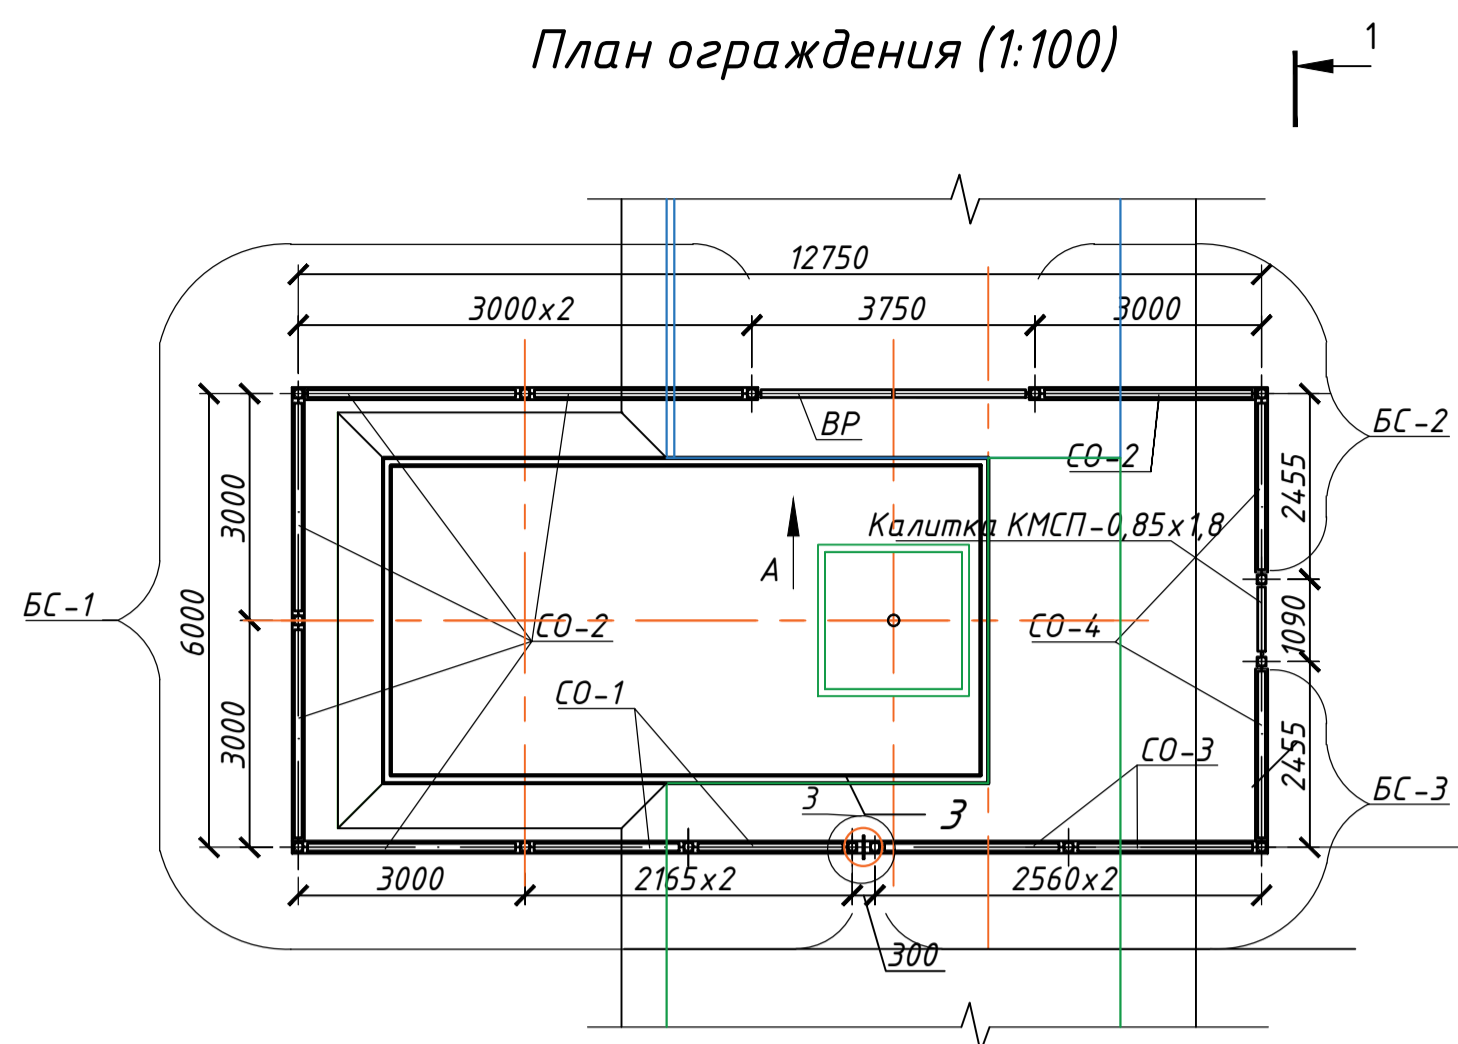 План ограждения (1:100)
1
12750
3000х2
3750
3000
ВР
СО-2
БС-2
3000
2455
Калитка КМСП-0,85х1,8
А
БС-1
6000
СО-2
СО-4
1090
СО-1
3000
СО-3
2455
3
3
БС-3
3000
2165х2
2560х2
300